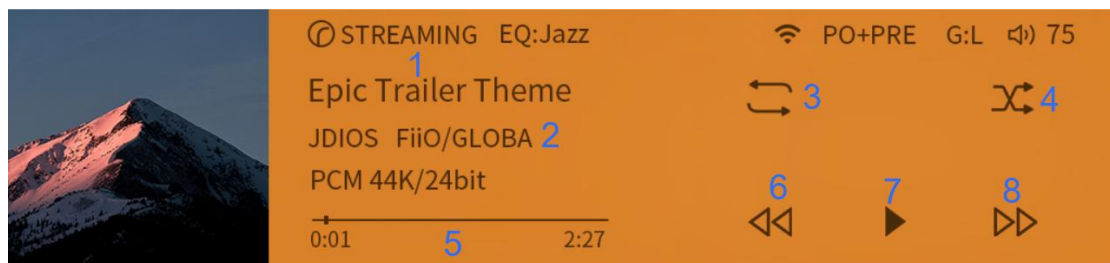 STREAMING EQ:Jazz PO+PRE G:L 75
1
Epic Trailer Theme
3 4
JDIOS FiiO/GLOBA 2
PCM 44K/24bit
6 7 8
0:01 5 2:27